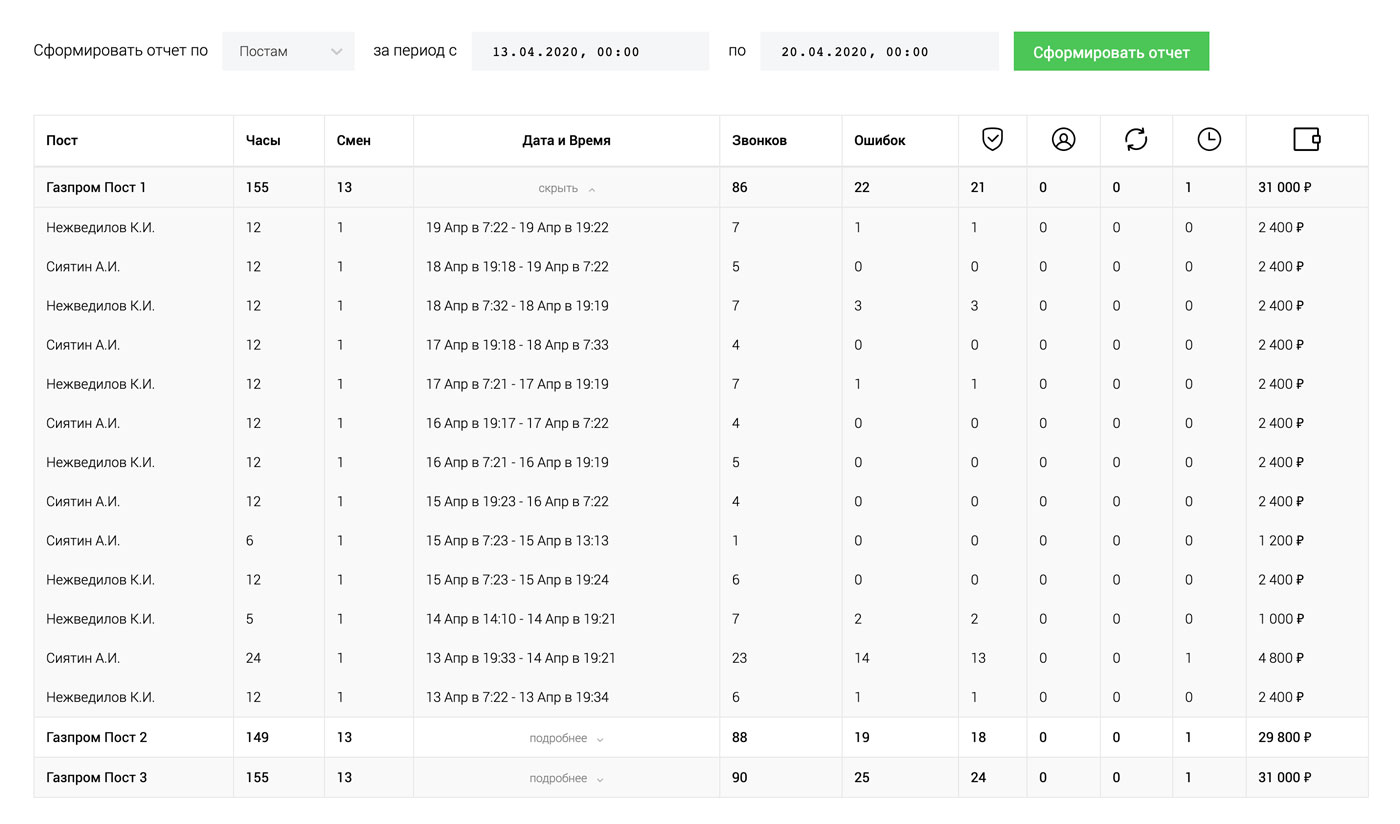 Сформировать отчет по Постам за период с 13.04.2020, 00:00 по 20.04.2020, 00:00 Сформировать отчет
Пост Часы Смен Дата и Время Звонков Ошибок
Газпром Пост 1 155 13 скрыть 86 22 21 0 0 1 31 000 ₽
Нежведилов К.И. 12 1 19 Апр в 7:22 - 19 Апр в 19:22 7 1 1 0 0 0 2 400 ₽
Сиятин А.И. 12 1 18 Апр в 19:18 - 19 Апр в 7:22 5 0 0 0 0 0 2 400 ₽
Нежведилов К.И. 12 1 18 Апр в 7:32 - 18 Апр в 19:19 7 3 3 0 0 0 2 400 ₽
Сиятин А.И. 12 1 17 Апр в 19:18 - 18 Апр в 7:33 4 0 0 0 0 0 2 400 ₽
Нежведилов К.И. 12 1 17 Апр в 7:21 - 17 Апр в 19:19 7 1 1 0 0 0 2 400 ₽
Сиятин А.И. 12 1 16 Апр в 19:17 - 17 Апр в 7:22 4 0 0 0 0 0 2 400 ₽
Нежведилов К.И. 12 1 16 Апр в 7:21 - 16 Апр в 19:19 5 0 0 0 0 0 2 400 ₽
Сиятин А.И. 12 1 15 Апр в 19:23 - 16 Апр в 7:22 4 0 0 0 0 0 2 400 ₽
Сиятин А.И. 6 1 15 Апр в 7:23 - 15 Апр в 13:13 1 0 0 0 0 0 1 200 ₽
Нежведилов К.И. 12 1 15 Апр в 7:23 - 15 Апр в 19:24 6 0 0 0 0 0 2 400 ₽
Нежведилов К.И. 5 1 14 Апр в 14:10 - 14 Апр в 19:21 7 2 2 0 0 0 1 000 ₽
Сиятин А.И. 24 1 13 Апр в 19:33 - 14 Апр в 19:21 23 14 13 0 0 1 4 800 ₽
Нежведилов К.И. 12 1 13 Апр в 7:22 - 13 Апр в 19:34 6 1 1 0 0 0 2 400 ₽
Газпром Пост 2 149 13 подробнее 88 19 18 0 0 1 29 800 ₽
Газпром Пост 3 155 13 подробнее 90 25 24 0 0 1 31 000 ₽